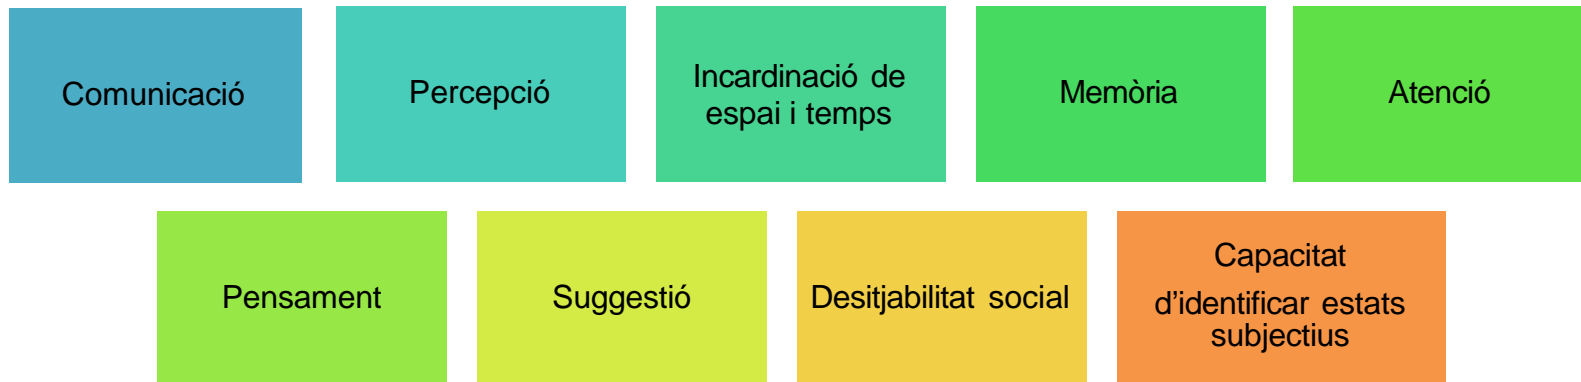 Comunicació
Percepció
Incardinació de
espai i temps
Memòria
Atenció
Pensament
Suggestió
Desitjabilitat social
Capacitat
d’identificar estats
subjectius